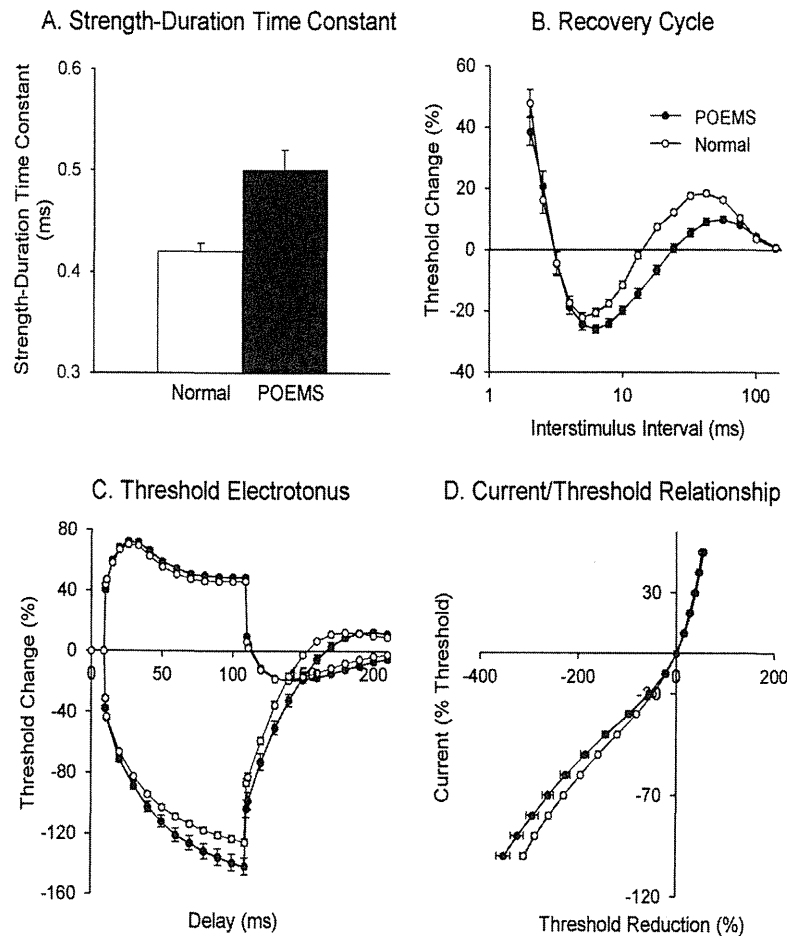 A. Strength-Duration Time Constant
0.6
0.5
0.4
0.3
Strength-Duration Time Constant
(ms)
Normal
POEMS
B. Recovery Cycle
60
40
20
0
-20
-40
Threshold Change (%)
POEMS
Normal
1
10
100
Interstimulus Interval (ms)
C. Threshold Electrotonus
80
40
0
-40
-80
-120
-160
Threshold Change (%)
0
50
100
150
200
Delay (ms)
D. Current/Threshold Relationship
Current (% Threshold)
30
-400
-200
0
200
-20
-70
-120
Threshold Reduction (%)